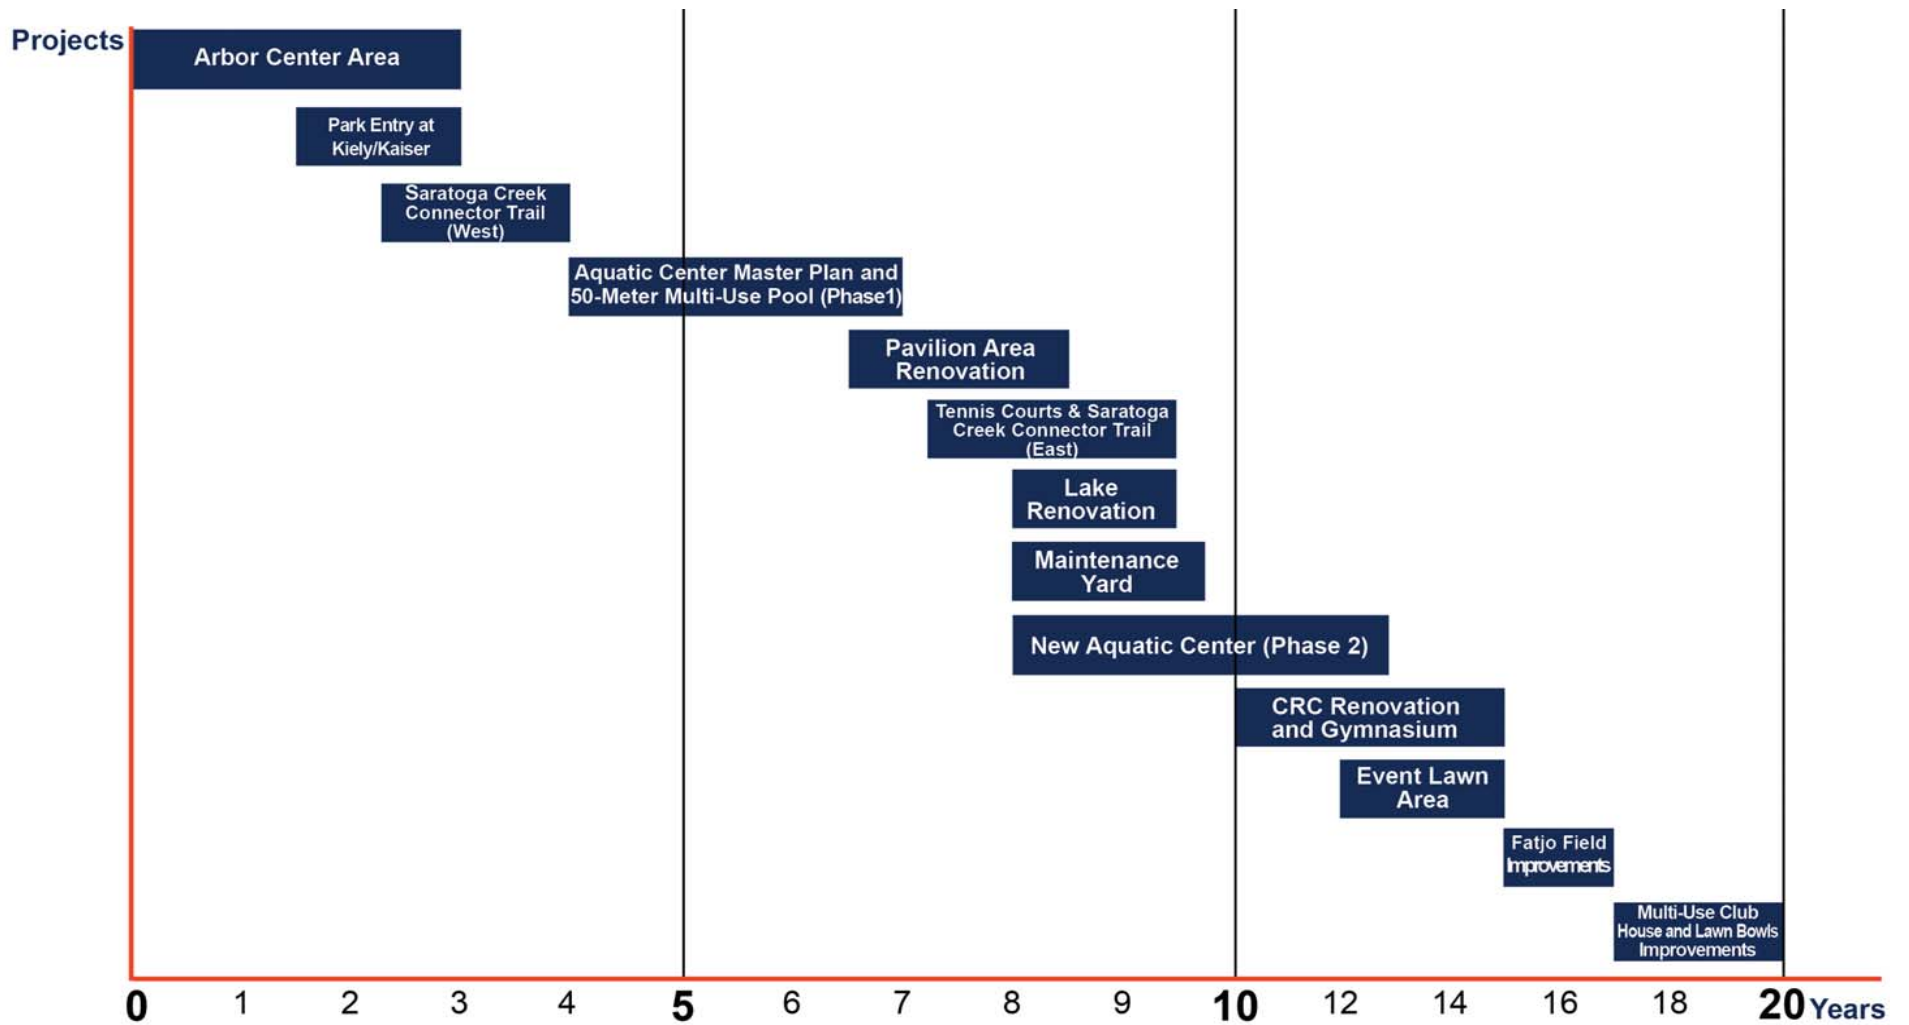 Projects
Arbor Center Area
Park Entry at
Kiely/Kaiser
Saratoga Creek
Connector Trail
(West)
Aquatic Center Master Plan and
50-Meter Multi-Use Pool (Phase1)
Pavilion Area
Renovation
Tennis Courts & Saratoga
Creek Connector Trail
(East)
Lake
Renovation
Maintenance
Yard
New Aquatic Center (Phase 2)
CRC Renovation
and Gymnasium
Event Lawn
Area
Fatjo Field
Improvements
Multi-Use Club
House and Lawn Bowls
Improvements
0 1 2 3 4 5 6 7 8 9 10 12 14 16 18 20 Years